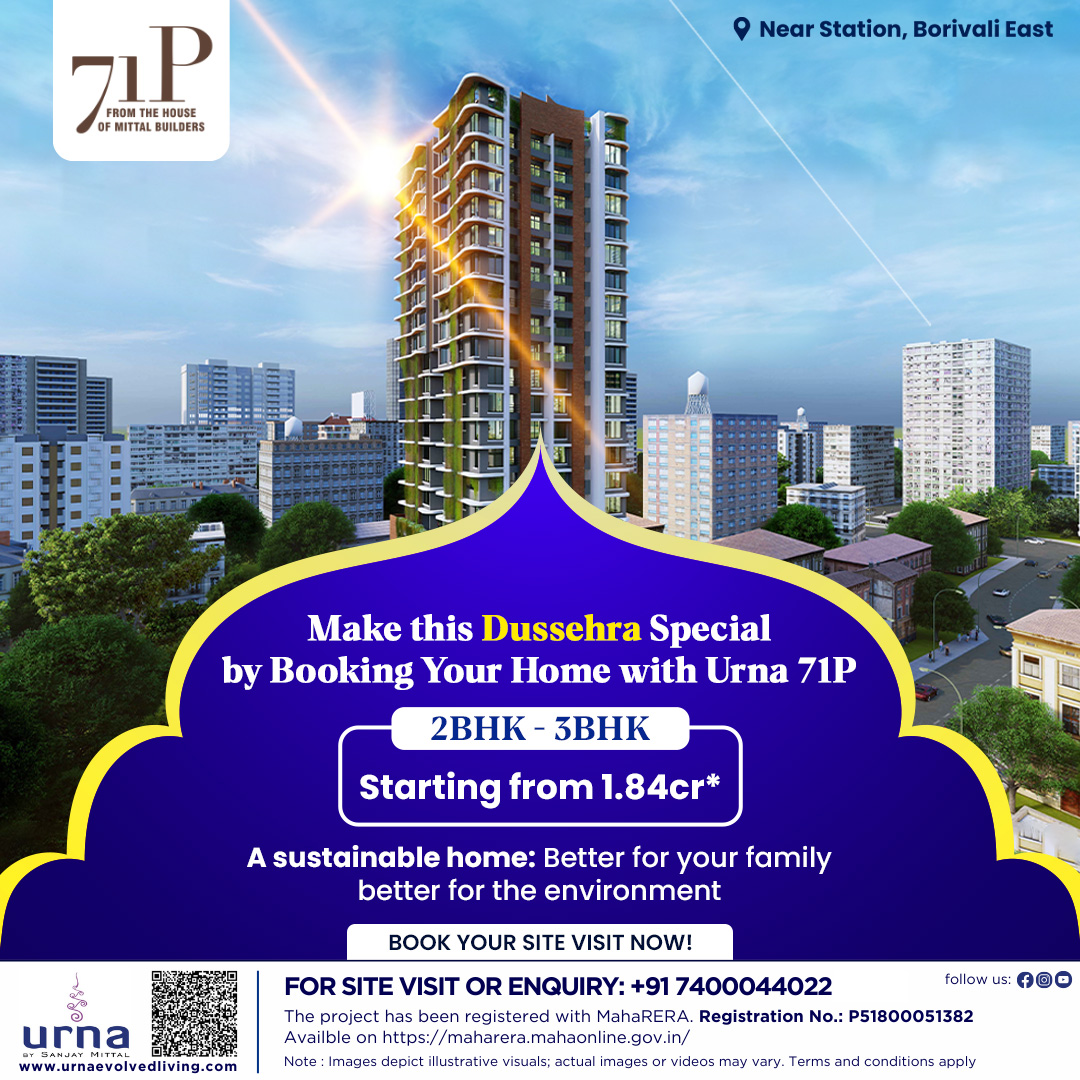 71P
FROM THE HOUSE
OF MITTAL BUILDERS
Near Station, Borivali East
Make this Dussehra Special
by Booking Your Home with Urna 71P
2BHK - 3BHK
Starting from 1.84cr*
A sustainable home: Better for your family
better for the environment
BOOK YOUR SITE VISIT NOW!
urna
BY SANJAY MITTAL
www.urnaevolvedliving.com
FOR SITE VISIT OR ENQUIRY: +91 7400044022
follow us:
The project has been registered with MahaRERA. Registration No.: P51800051382
Availble on https://maharera.mahaonline.gov.in/
Note : Images depict illustrative visuals; actual images or videos may vary. Terms and conditions apply